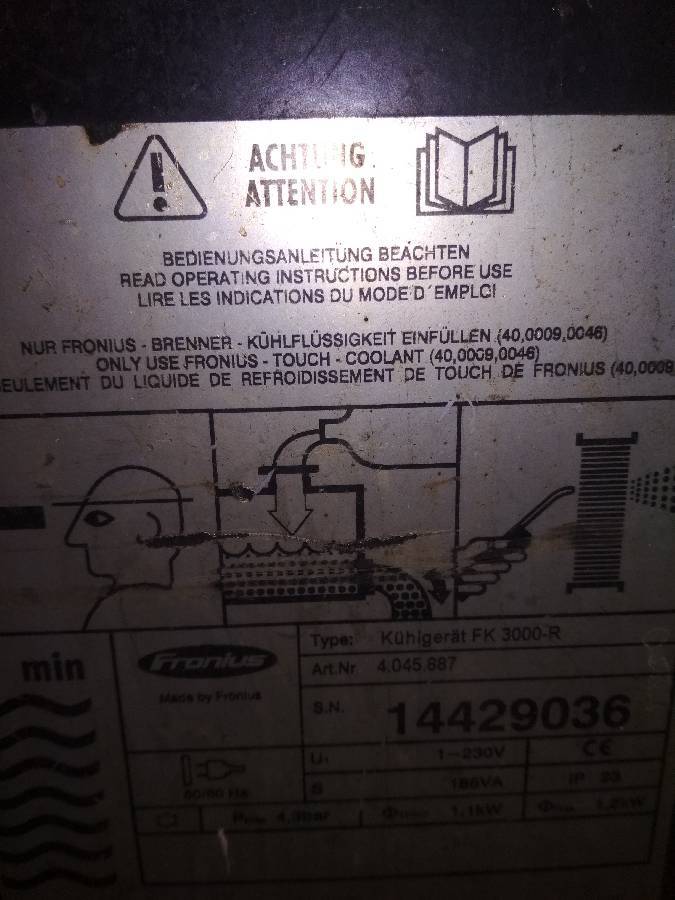 ACHTUNG
ATTENTION
BEDIENUNGSANLEITUNG BEACHTEN
READ OPERATING INSTRUCTIONS BEFORE USE
LIRE LES INDICATIONS DU MODE D´EMPLOI
NUR FRONIUS - BRENNER - KÜHLFLÜSSIGKEIT EINFÜLLEN (40,0009,0046)
ONLY USE FRONIUS - TOUCH - COOLANT (40,0009,0046)
EULEMENT DU LIQUIDE DE REFROIDISSEMENT DE TOUCH DE FRONIUS (40,0009
min
Fronius
Made by Fronius
Type: Kühlgerät FK 3000-R
Art.Nr 4.045.887
S.N. 14429036
U₁ 1~230V CE
50/60 Hz S 186VA IP 23
4,3bar 1,1kW 1,2kW